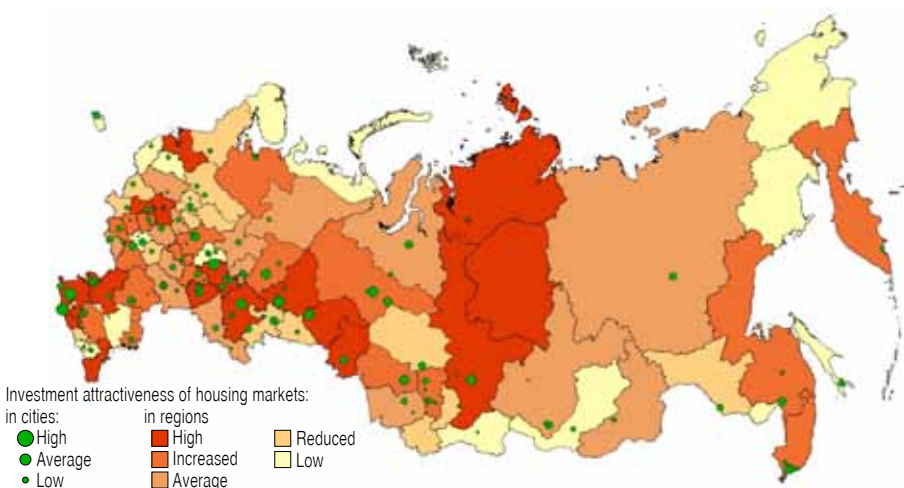 Investment attractiveness of housing markets:
in cities: in regions
High High Reduced
Average Increased Low
Low Average